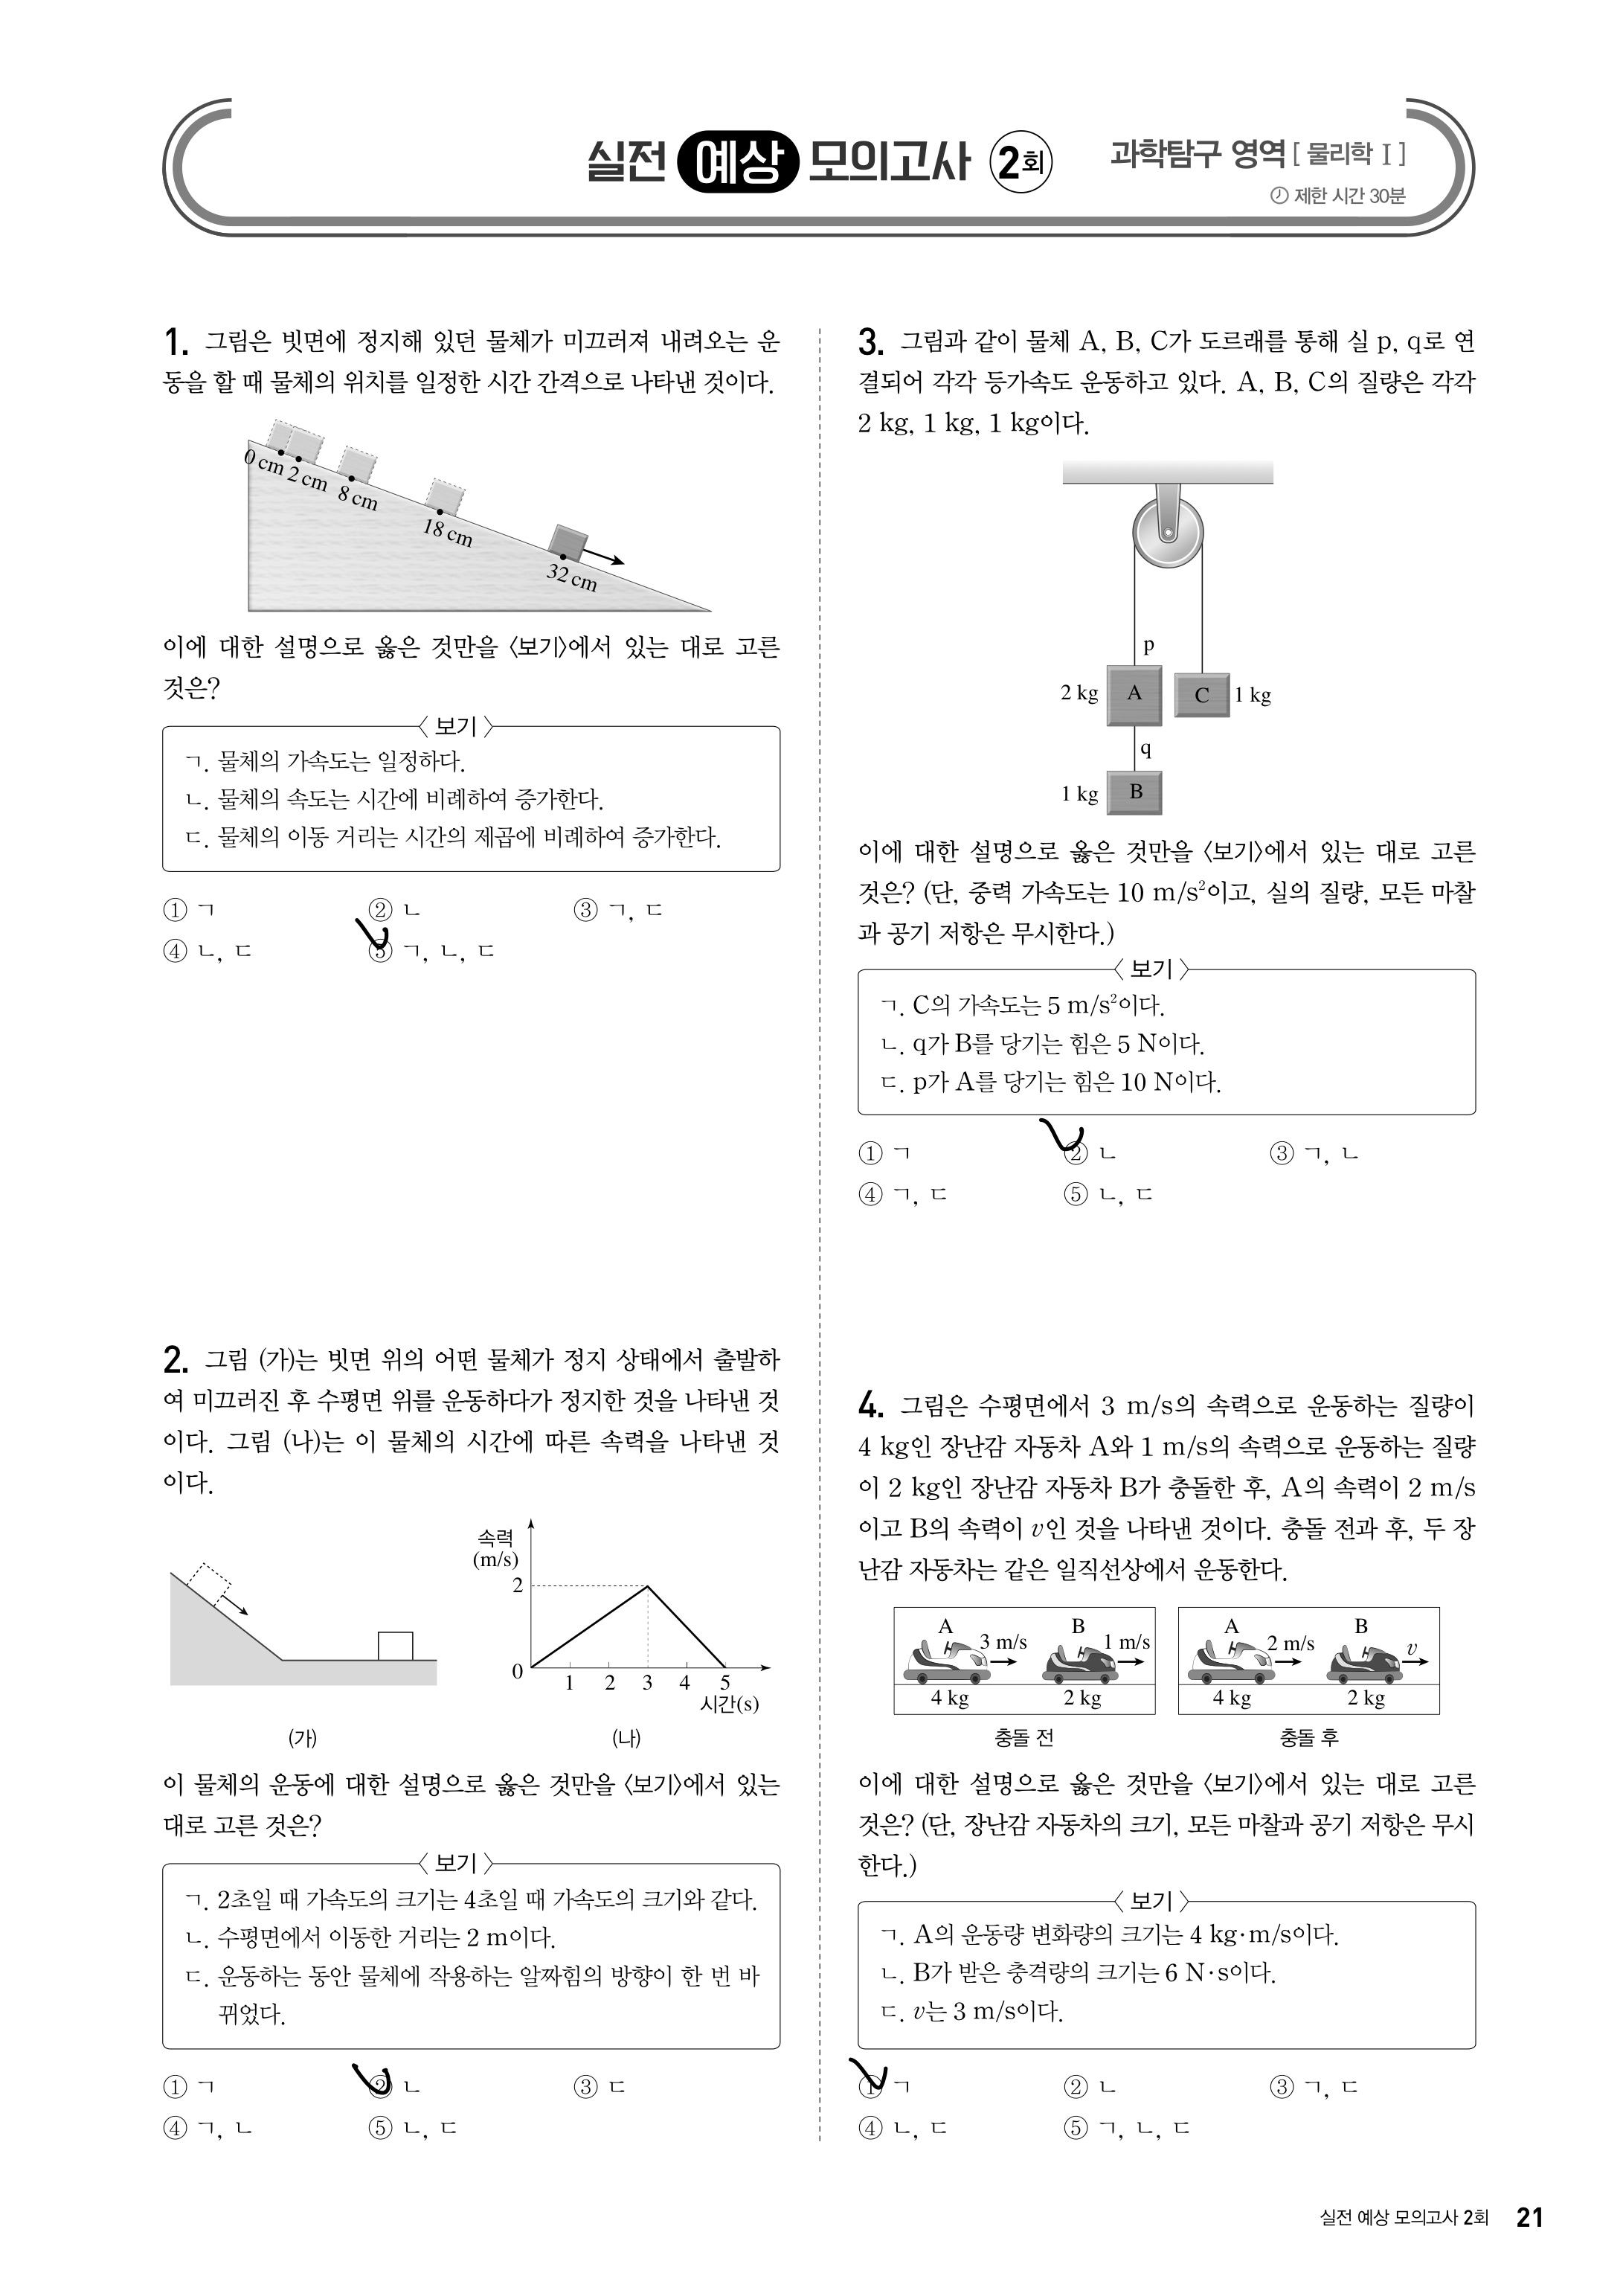 실전 예상 모의고사 2회
과학탐구 영역 [ 물리학 Ⅰ ]
제한 시간 30분
1. 그림은 빗면에 정지해 있던 물체가 미끄러져 내려오는 운
동을 할 때 물체의 위치를 일정한 시간 간격으로 나타낸 것이다.
0 cm 2 cm 8 cm
18 cm
32 cm
이에 대한 설명으로 옳은 것만을 〈보기〉에서 있는 대로 고른
것은?
〈 보기 〉
ㄱ. 물체의 가속도는 일정하다.
ㄴ. 물체의 속도는 시간에 비례하여 증가한다.
ㄷ. 물체의 이동 거리는 시간의 제곱에 비례하여 증가한다.
① ㄱ ② ㄴ ③ ㄱ, ㄷ
④ ㄴ, ㄷ ⑤ ㄱ, ㄴ, ㄷ
2. 그림 (가)는 빗면 위의 어떤 물체가 정지 상태에서 출발하
여 미끄러진 후 수평면 위를 운동하다가 정지한 것을 나타낸 것
이다. 그림 (나)는 이 물체의 시간에 따른 속력을 나타낸 것
이다.
속력
(m/s)
2
0 1 2 3 4 5
시간(s)
(가) (나)
이 물체의 운동에 대한 설명으로 옳은 것만을 〈보기〉에서 있는
대로 고른 것은?
〈 보기 〉
ㄱ. 2초일 때 가속도의 크기는 4초일 때 가속도의 크기와 같다.
ㄴ. 수평면에서 이동한 거리는 2 m이다.
ㄷ. 운동하는 동안 물체에 작용하는 알짜힘의 방향이 한 번 바
뀌었다.
① ㄱ ② ㄴ ③ ㄷ
④ ㄱ, ㄴ ⑤ ㄴ, ㄷ
3. 그림과 같이 물체 A, B, C가 도르래를 통해 실 p, q로 연
결되어 각각 등가속도 운동하고 있다. A, B, C의 질량은 각각
2 kg, 1 kg, 1 kg이다.
p
2 kg A C 1 kg
q
1 kg B
이에 대한 설명으로 옳은 것만을 〈보기〉에서 있는 대로 고른
것은? (단, 중력 가속도는 10 m/s²이고, 실의 질량, 모든 마찰
과 공기 저항은 무시한다.)
〈 보기 〉
ㄱ. C의 가속도는 5 m/s²이다.
ㄴ. q가 B를 당기는 힘은 5 N이다.
ㄷ. p가 A를 당기는 힘은 10 N이다.
① ㄱ ② ㄴ ③ ㄱ, ㄴ
④ ㄱ, ㄷ ⑤ ㄴ, ㄷ
4. 그림은 수평면에서 3 m/s의 속력으로 운동하는 질량이
4 kg인 장난감 자동차 A와 1 m/s의 속력으로 운동하는 질량
이 2 kg인 장난감 자동차 B가 충돌한 후, A의 속력이 2 m/s
이고 B의 속력이 v인 것을 나타낸 것이다. 충돌 전과 후, 두 장
난감 자동차는 같은 일직선상에서 운동한다.
A 3 m/s B 1 m/s A 2 m/s B v
4 kg 2 kg 4 kg 2 kg
충돌 전 충돌 후
이에 대한 설명으로 옳은 것만을 〈보기〉에서 있는 대로 고른
것은? (단, 장난감 자동차의 크기, 모든 마찰과 공기 저항은 무시
한다.)
〈 보기 〉
ㄱ. A의 운동량 변화량의 크기는 4 kg·m/s이다.
ㄴ. B가 받은 충격량의 크기는 6 N·s이다.
ㄷ. v는 3 m/s이다.
① ㄱ ② ㄴ ③ ㄱ, ㄷ
④ ㄴ, ㄷ ⑤ ㄱ, ㄴ, ㄷ
실전 예상 모의고사 2회 21